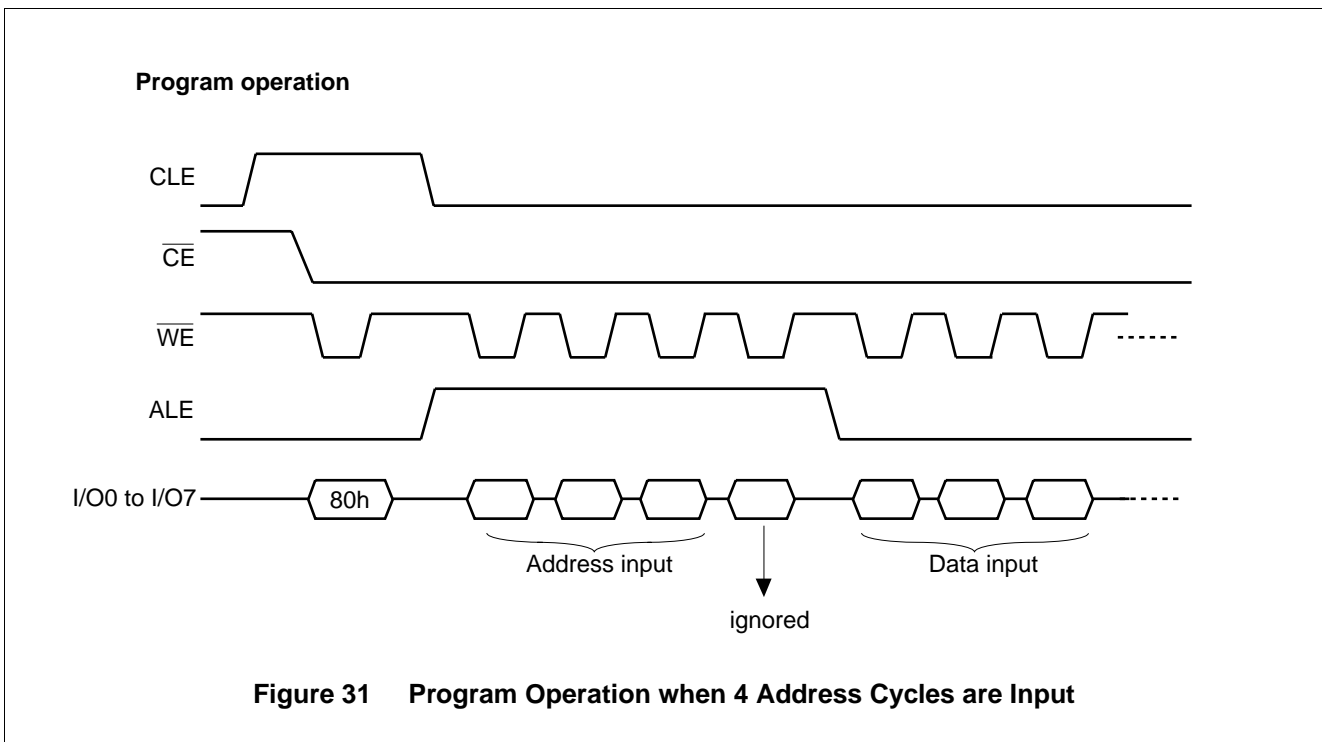 Program operation
CLE
CE
WE
ALE
I/O0 to I/O7
80h
Address input
Data input
ignored
Figure 31 Program Operation when 4 Address Cycles are Input